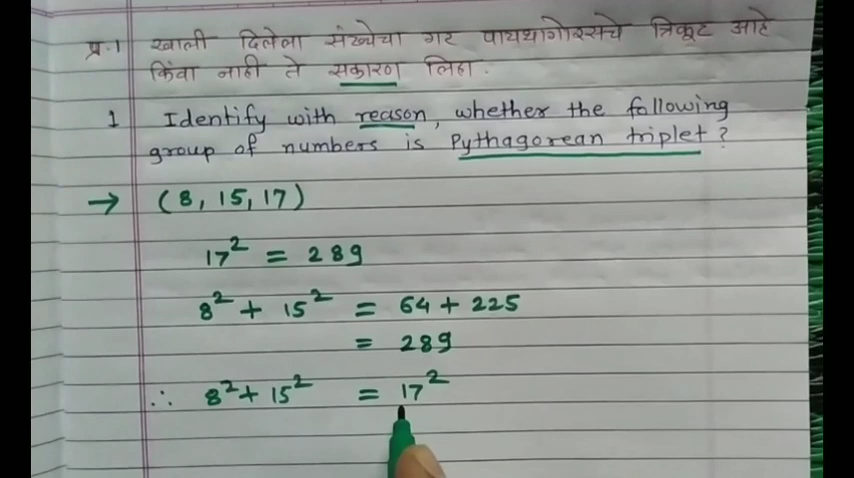 प्र.1 खाली दिलेला संख्येचा गट पायथागोरसचे त्रिकूट आहे
किंवा नाही ते सकारण लिहा.
1 Identify with reason, whether the following
group of numbers is Pythagorean triplet?
→ (8, 15, 17)
17² = 289
8² + 15² = 64 + 225
= 289
∴ 8² + 15² = 17²